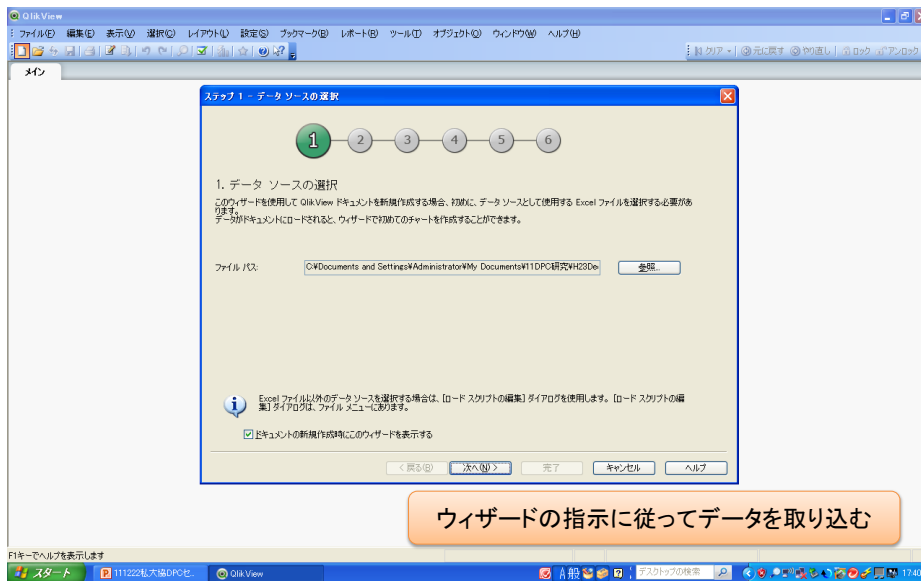 QlikView
ファイル(F) 編集(E) 表示(V) 選択(C) レイアウト(L) 設定(S) ブックマーク(B) レポート(R) ツール(T) オブジェクト(O) ウィンドウ(W) ヘルプ(H)
クリア 元に戻す やり直し ロック アンロック
メイン
ステップ 1 - データ ソースの選択
1 2 3 4 5 6
1. データ ソースの選択
このウィザードを使用して QlikView ドキュメントを新規作成する場合、初めに、データ ソースとして使用する Excel ファイルを選択する必要があ
ります。
データがドキュメントにロードされると、ウィザードで初めてのチャートを作成することができます。
ファイル パス: C:¥Documents and Settings¥Administrator¥My Documents¥11DPC研究¥H23De 参照...
Excel ファイル以外のデータ ソースを選択する場合は、[ロード スクリプトの編集] ダイアログを使用します。[ロード スクリプトの編
集] ダイアログは、ファイル メニューにあります。
ドキュメントの新規作成時にこのウィザードを表示する
< 戻る(B) 次へ(N) > 完了 キャンセル ヘルプ
ウィザードの指示に従ってデータを取り込む
F1キーでヘルプを表示します
スタート 111222私大協DPCセ... QlikView A 般 デスクトップの検索